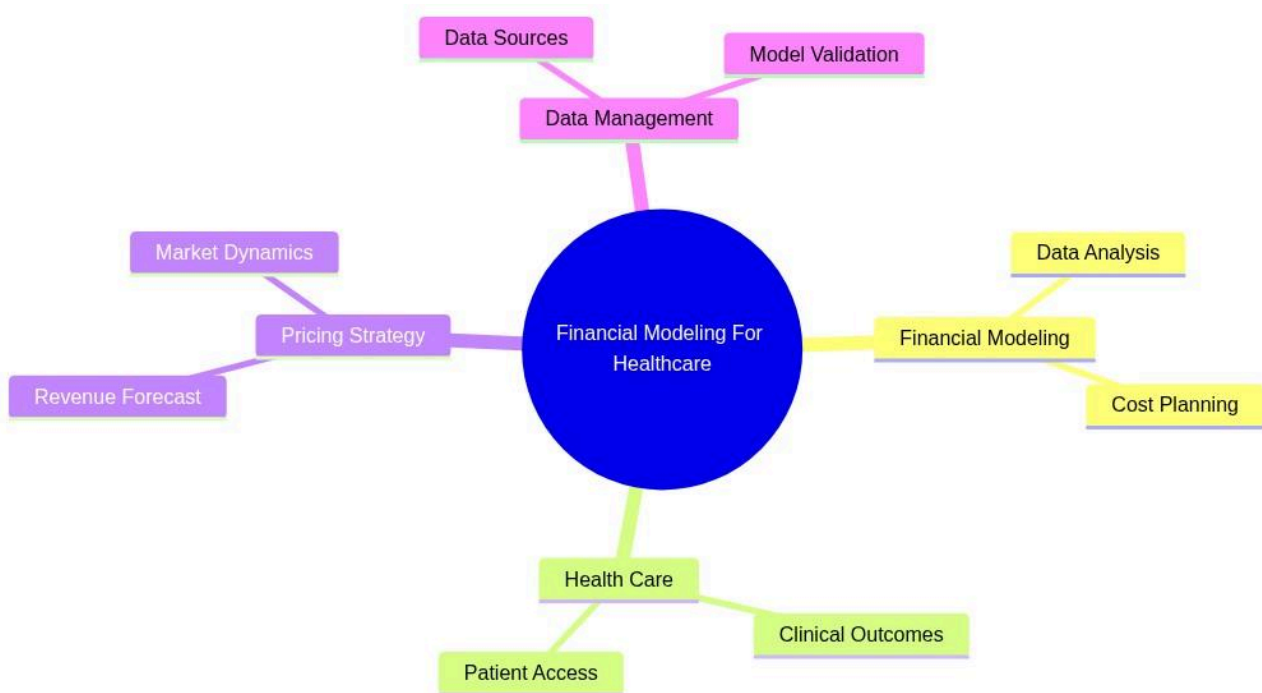 Data Sources
Model Validation
Data Management
Market Dynamics
Pricing Strategy
Revenue Forecast
Financial Modeling For
Healthcare
Data Analysis
Financial Modeling
Cost Planning
Health Care
Clinical Outcomes
Patient Access